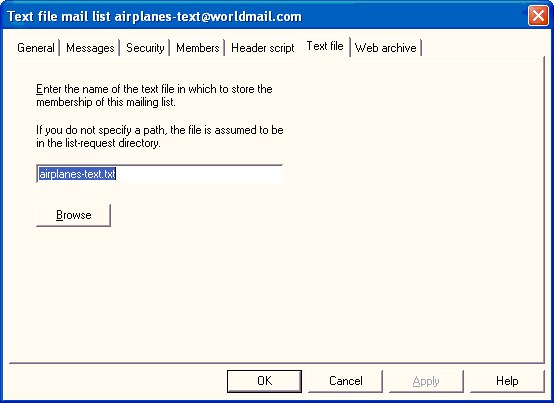 Text file mail list airplanes-text@worldmail.com
General Messages Security Members Header script Text file Web archive
Enter the name of the text file in which to store the
membership of this mailing list.
If you do not specify a path, the file is assumed to be
in the list-request directory.
airplanes-text.txt
Browse
OK Cancel Apply Help